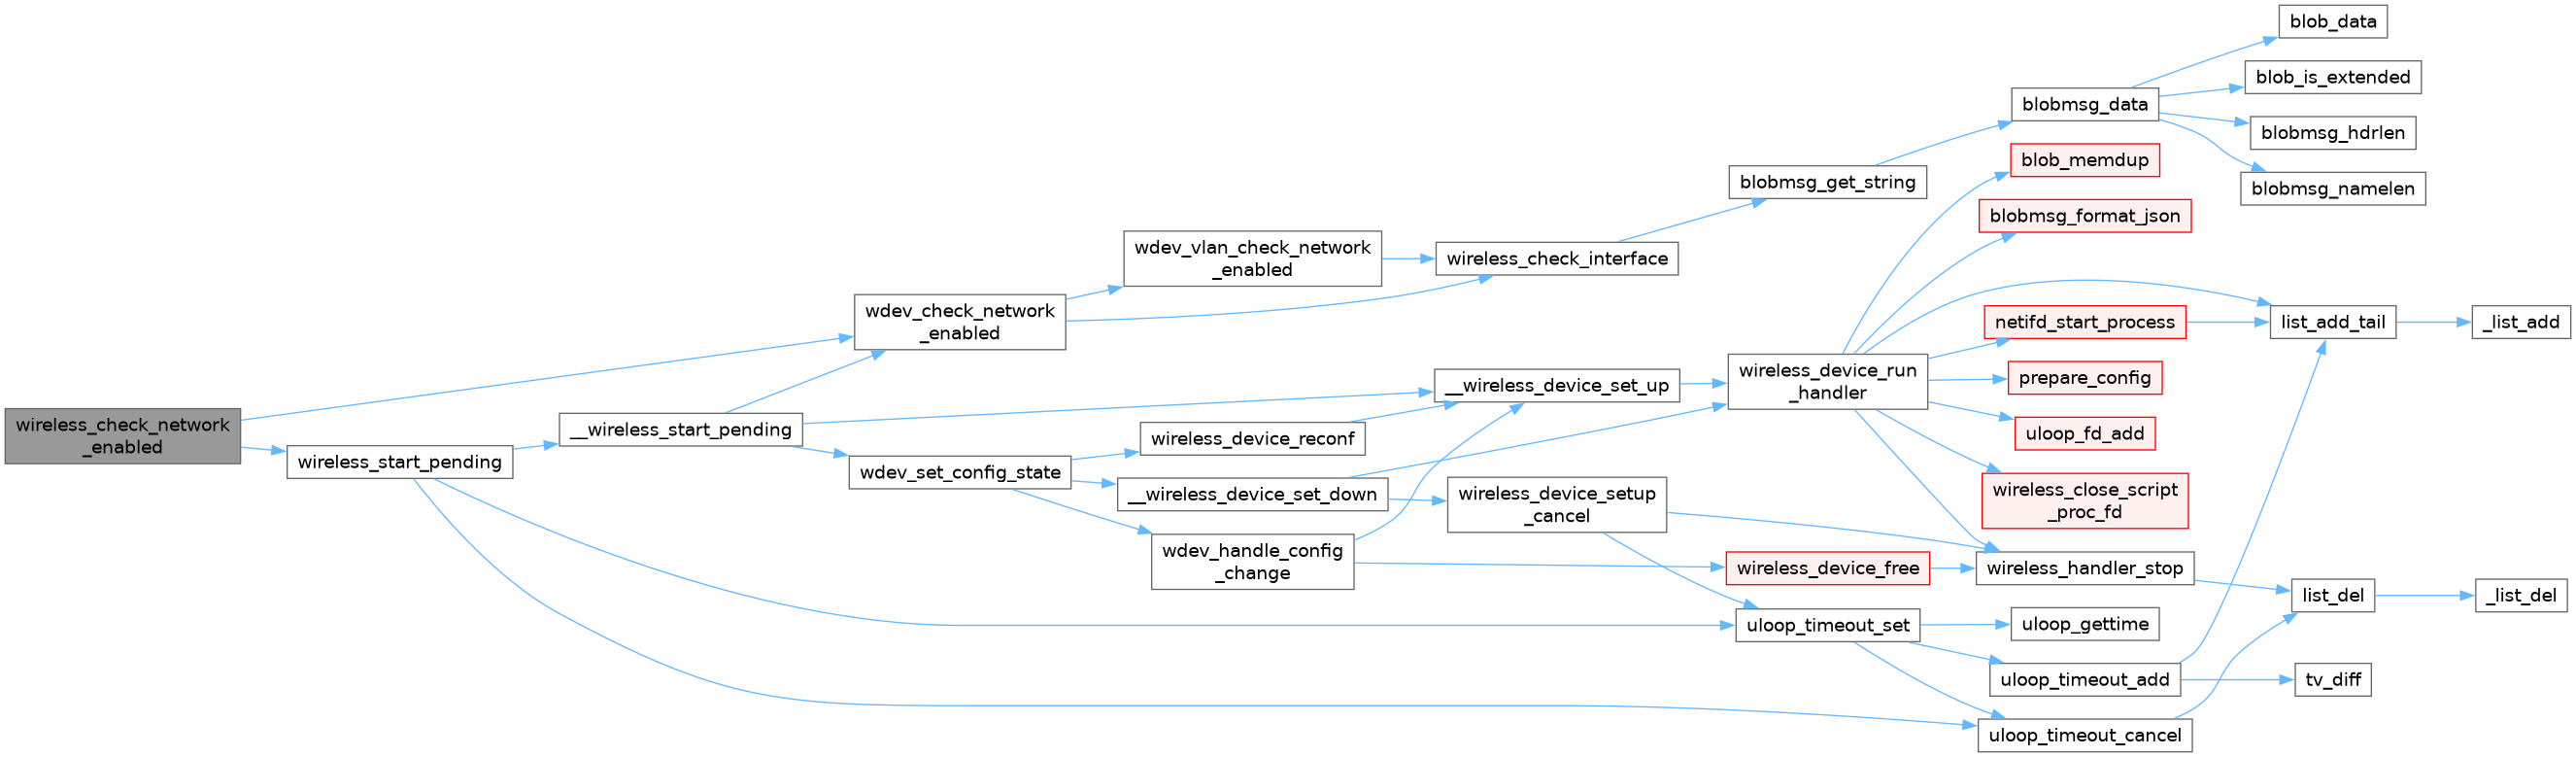 wireless_check_network
_enabled
wireless_start_pending
__wireless_start_pending
wdev_check_network
_enabled
wdev_set_config_state
wdev_vlan_check_network
_enabled
wireless_device_reconf
__wireless_device_set_down
wdev_handle_config
_change
__wireless_device_set_up
wireless_device_setup
_cancel
blobmsg_get_string
wireless_check_interface
wireless_device_run
_handler
wireless_device_free
uloop_timeout_set
blobmsg_data
blob_memdup
blobmsg_format_json
netifd_start_process
prepare_config
uloop_fd_add
wireless_close_script
_proc_fd
wireless_handler_stop
uloop_gettime
uloop_timeout_add
uloop_timeout_cancel
blob_data
blob_is_extended
blobmsg_hdrlen
blobmsg_namelen
list_add_tail
list_del
tv_diff
_list_add
_list_del